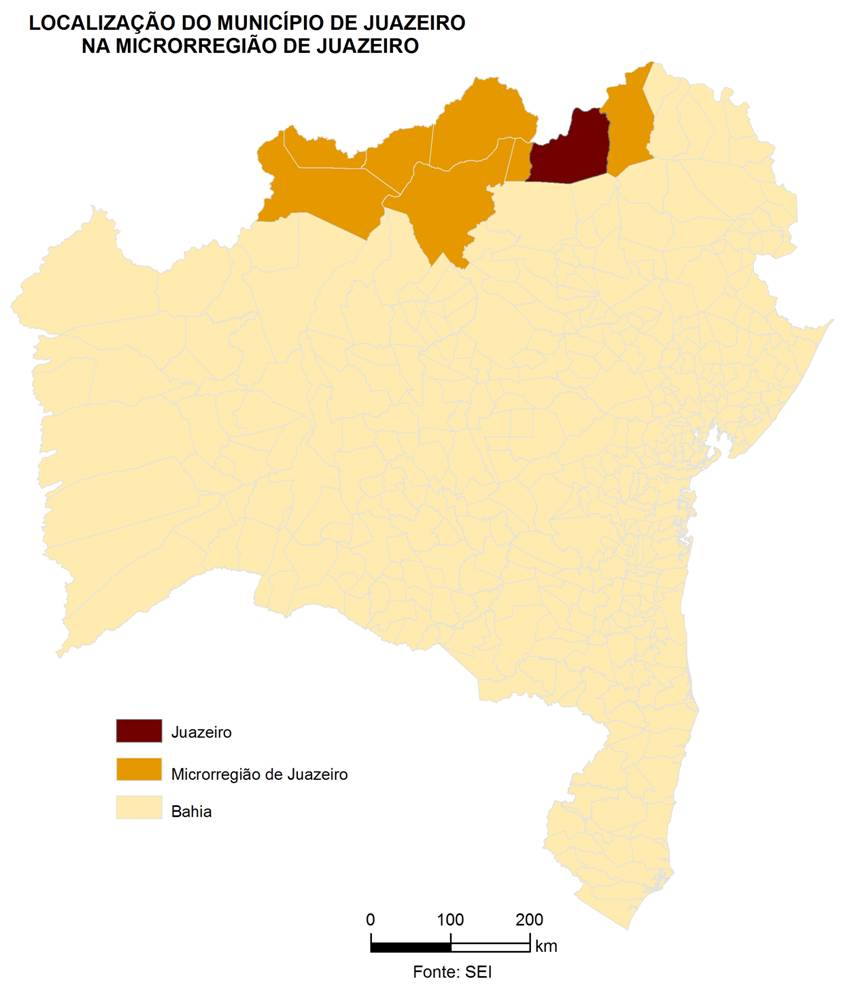 LOCALIZAÇÃO DO MUNICÍPIO DE JUAZEIRO
NA MICRORREGIÃO DE JUAZEIRO
Juazeiro
Microrregião de Juazeiro
Bahia
0 100 200
km
Fonte: SEI